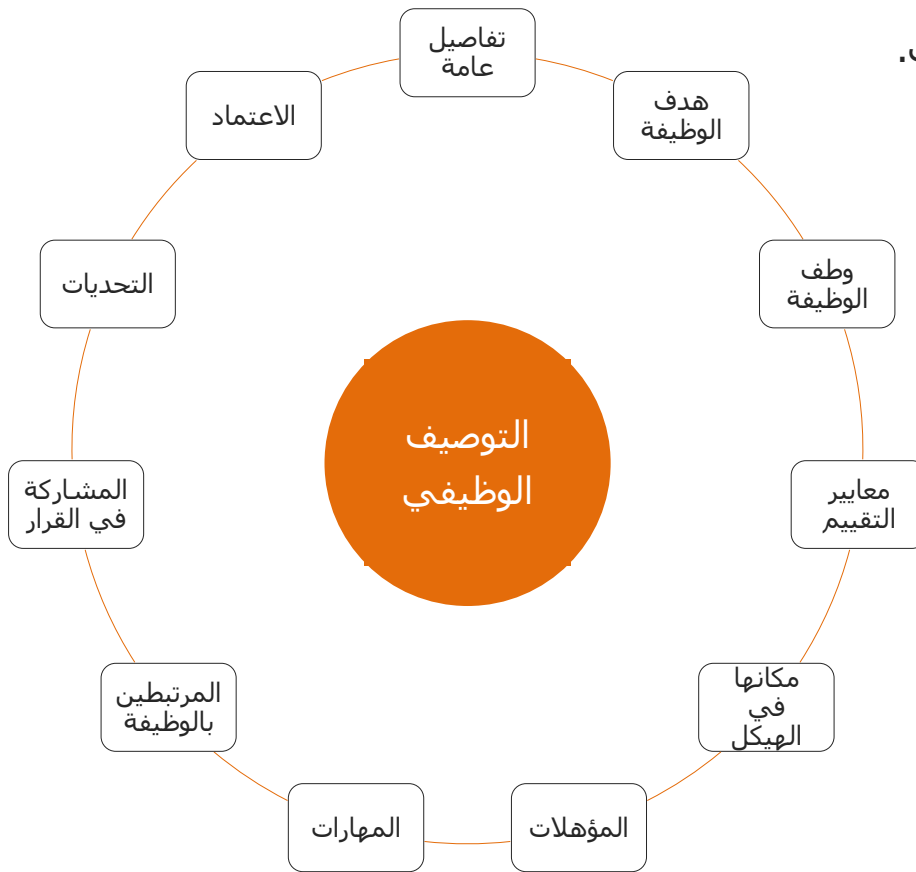 تفاصيل
عامة
هدف
الوظيفة
وطف
الوظيفة
معايير
التقييم
مكانها
في
الهيكل
المؤهلات
المهارات
المرتبطين
بالوظيفة
المشاركة
في القرار
التحديات
الاعتماد
التوصيف
الوظيفي